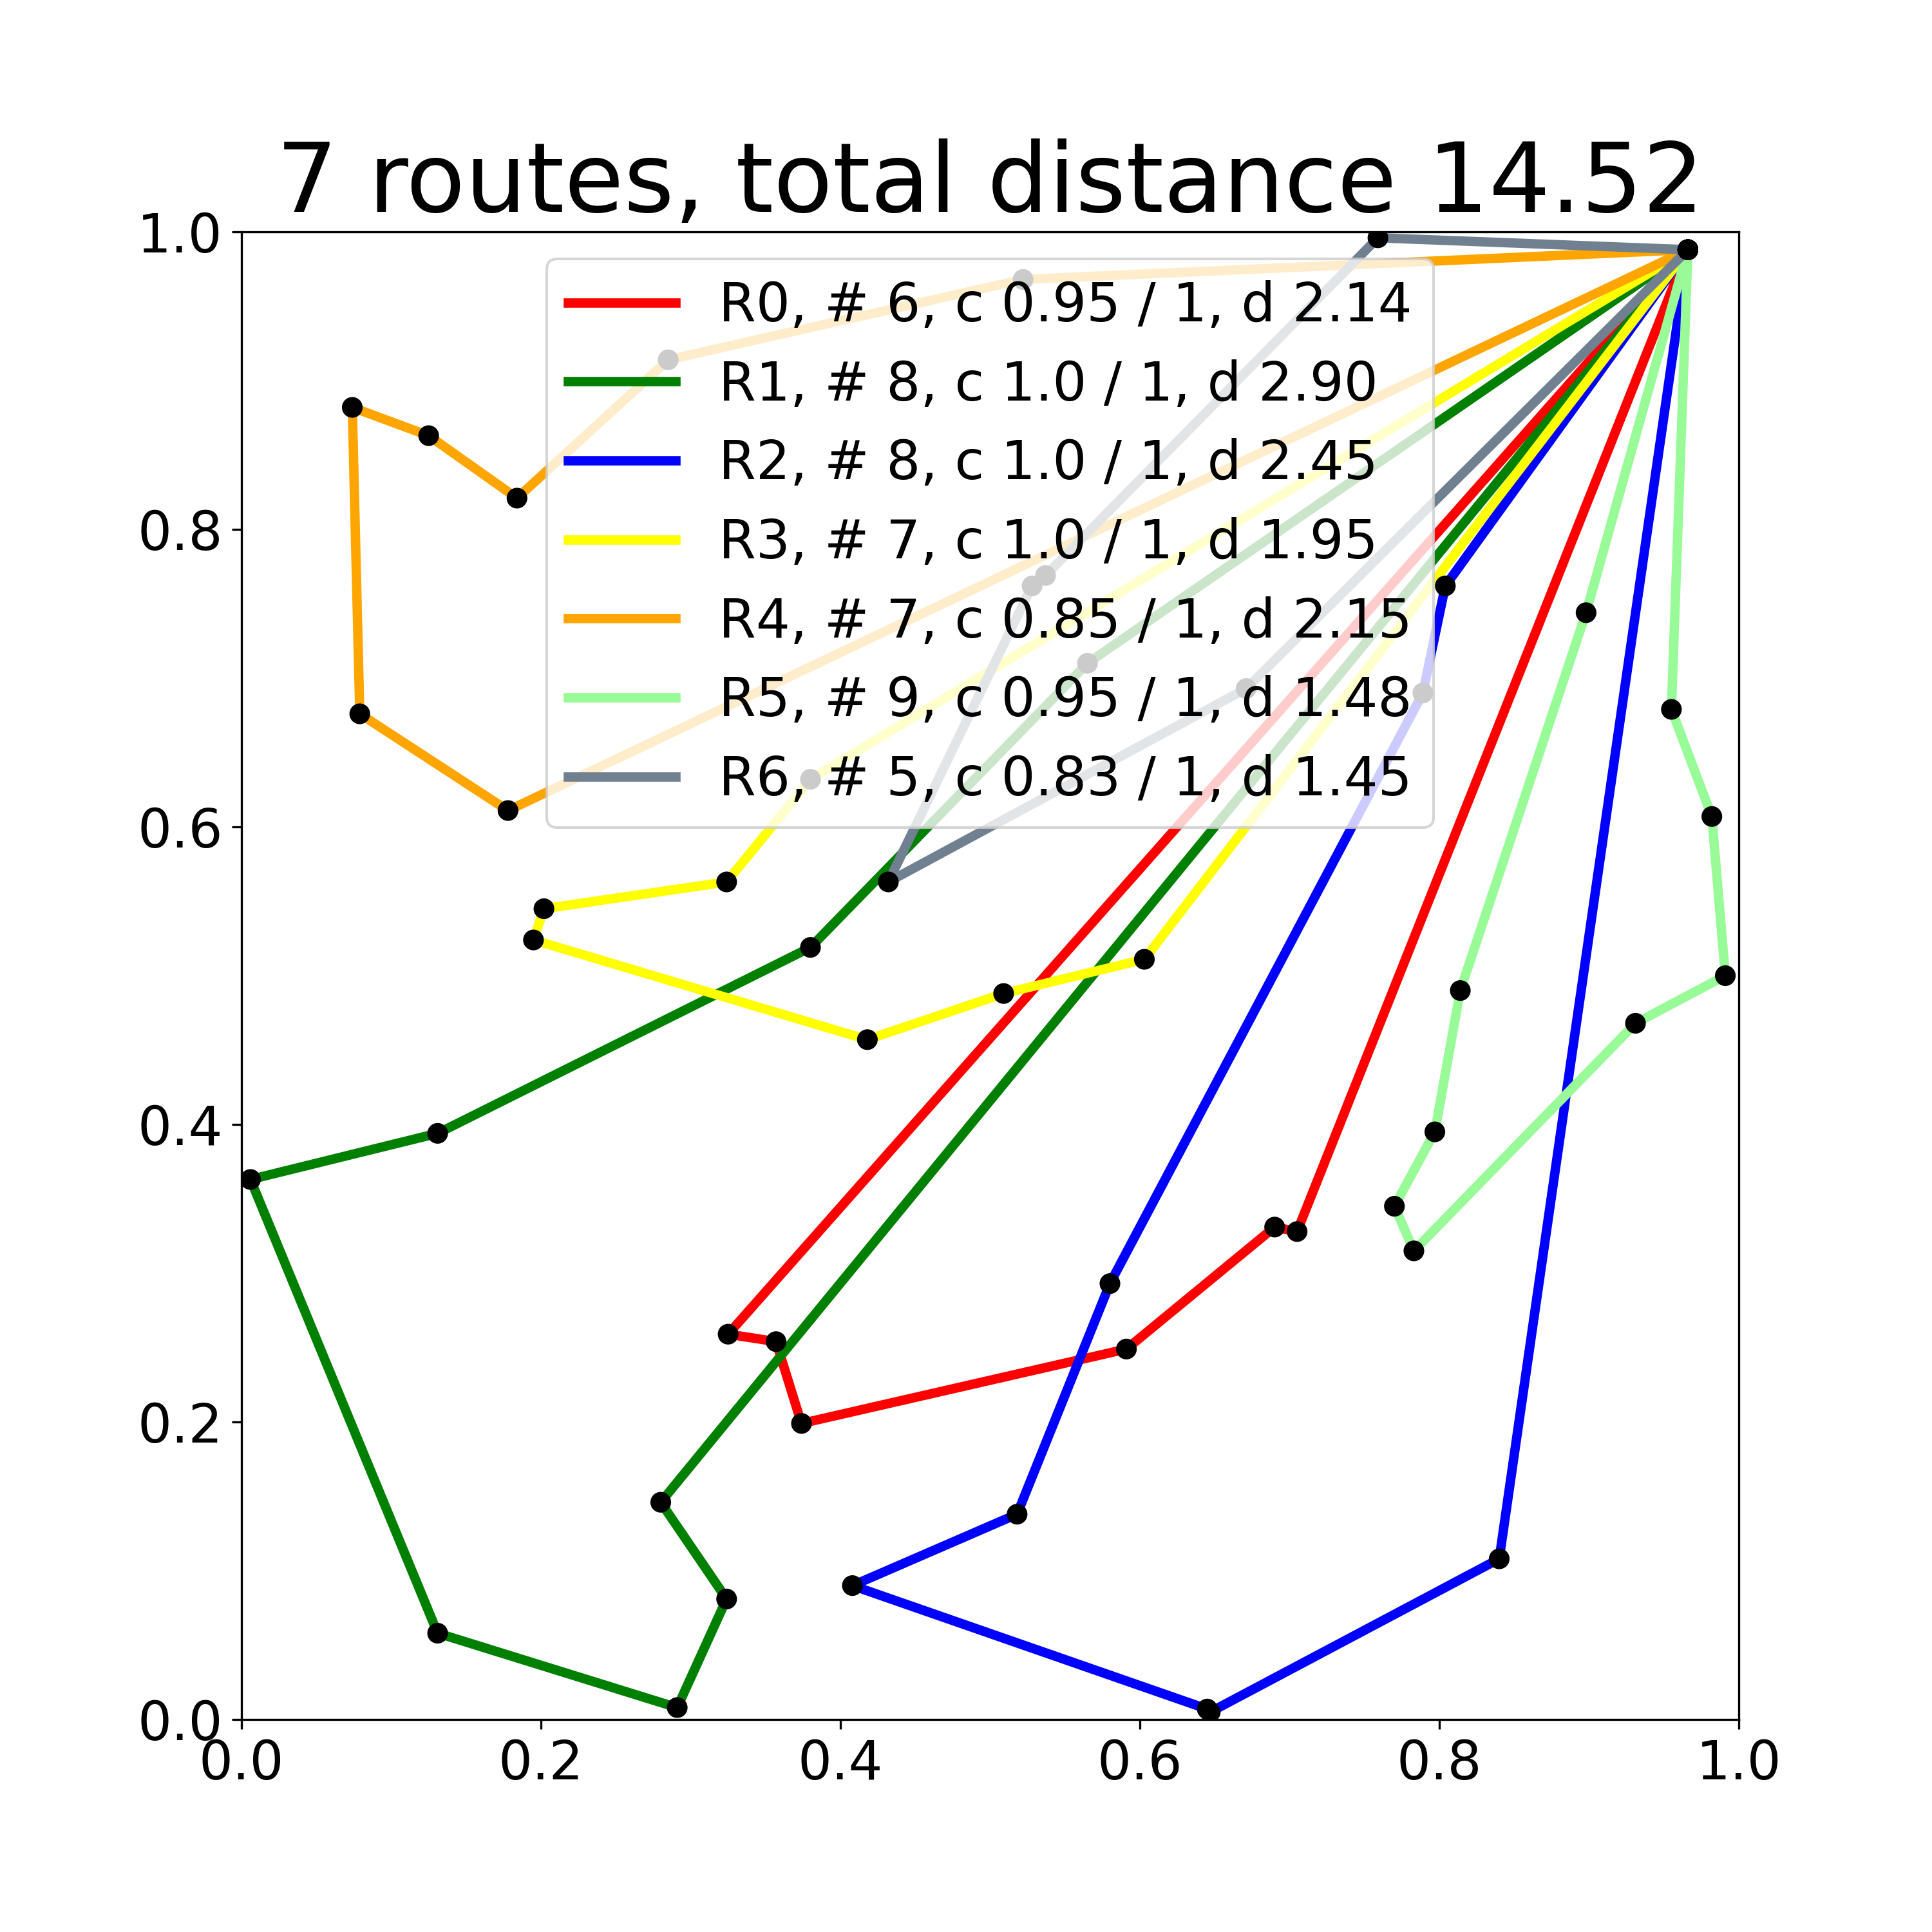 7 routes, total distance 14.52
1.0
0.8
0.6
0.4
0.2
0.0
R0, # 6, c 0.95 / 1, d 2.14
R1, # 8, c 1.0 / 1, d 2.90
R2, # 8, c 1.0 / 1, d 2.45
R3, # 7, c 1.0 / 1, d 1.95
R4, # 7, c 0.85 / 1, d 2.15
R5, # 9, c 0.95 / 1, d 1.48
R6, # 5, c 0.83 / 1, d 1.45
0.0 0.2 0.4 0.6 0.8 1.0